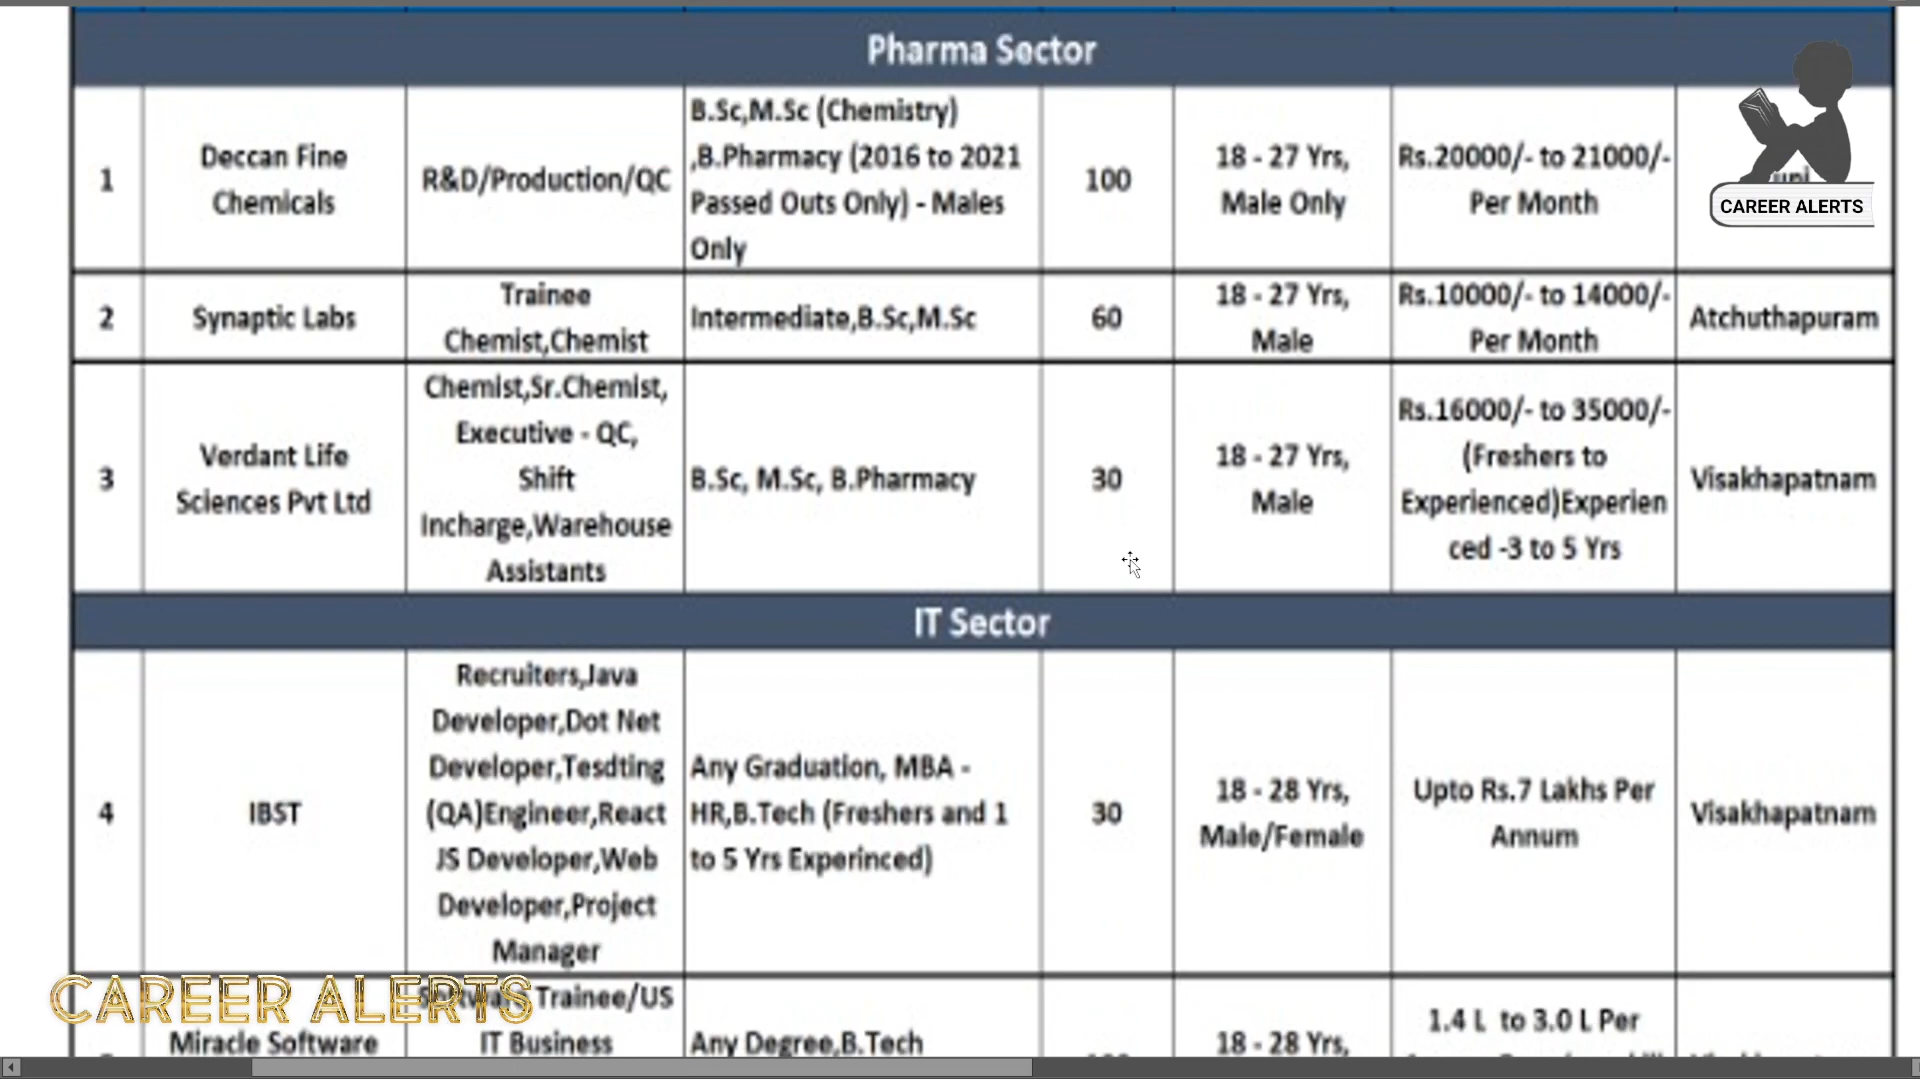 Pharma Sector
1
Deccan Fine
Chemicals
R&D/Production/QC
B.Sc,M.Sc (Chemistry)
,B.Pharmacy (2016 to 2021
Passed Outs Only) - Males
Only
100
18 - 27 Yrs,
Male Only
Rs.20000/- to 21000/-
Per Month
CAREER ALERTS
2
Synaptic Labs
Trainee
Chemist,Chemist
Intermediate,B.Sc,M.Sc
60
18 - 27 Yrs,
Male
Rs.10000/- to 14000/-
Per Month
Atchuthapuram
3
Verdant Life
Sciences Pvt Ltd
Chemist,Sr.Chemist,
Executive - QC,
Shift
Incharge,Warehouse
Assistants
B.Sc, M.Sc, B.Pharmacy
30
18 - 27 Yrs,
Male
Rs.16000/- to 35000/-
(Freshers to
Experienced)Experien
ced -3 to 5 Yrs
Visakhapatnam
IT Sector
4
IBST
Recruiters,Java
Developer,Dot Net
Developer,Tesdting
(QA)Engineer,React
JS Developer,Web
Developer,Project
Manager
Any Graduation, MBA -
HR,B.Tech (Freshers and 1
to 5 Yrs Experinced)
30
18 - 28 Yrs,
Male/Female
Upto Rs.7 Lakhs Per
Annum
Visakhapatnam
CAREER ALERTS
Miracle Software
Software Trainee/US
IT Business
Any Degree,B.Tech
18 - 28 Yrs,
1.4 L to 3.0 L Per